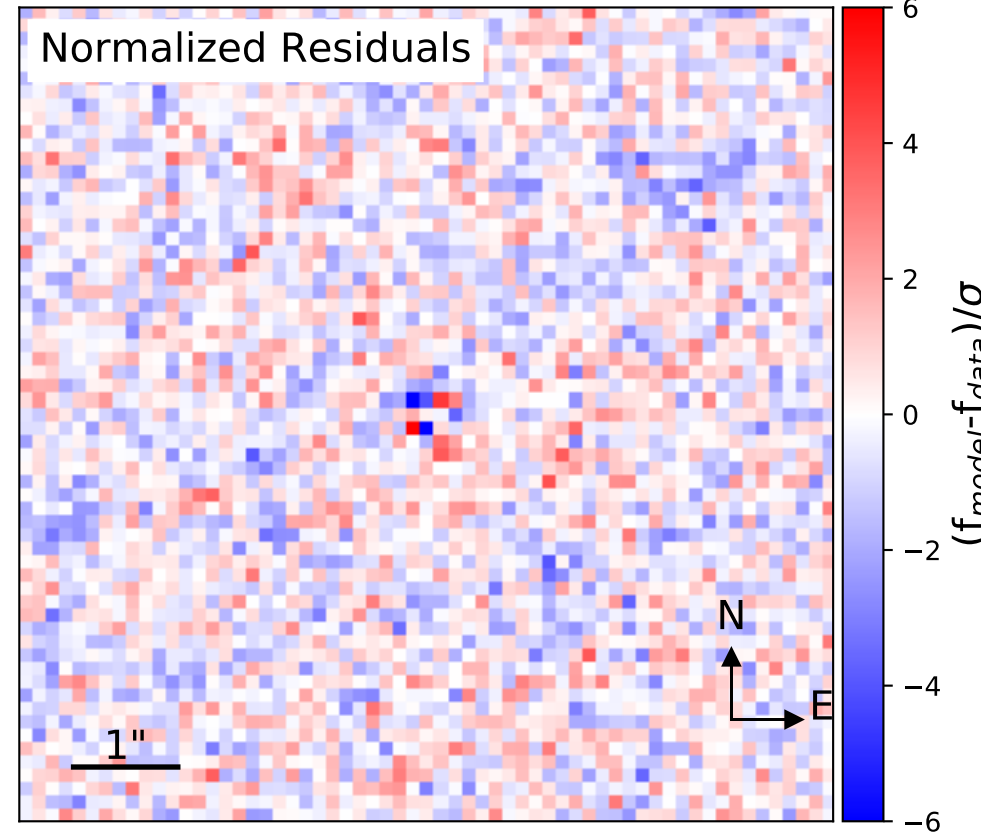 Normalized Residuals
6
4
2
0
−2
−4
−6
(f_model-f_data)/σ
N
E
1"